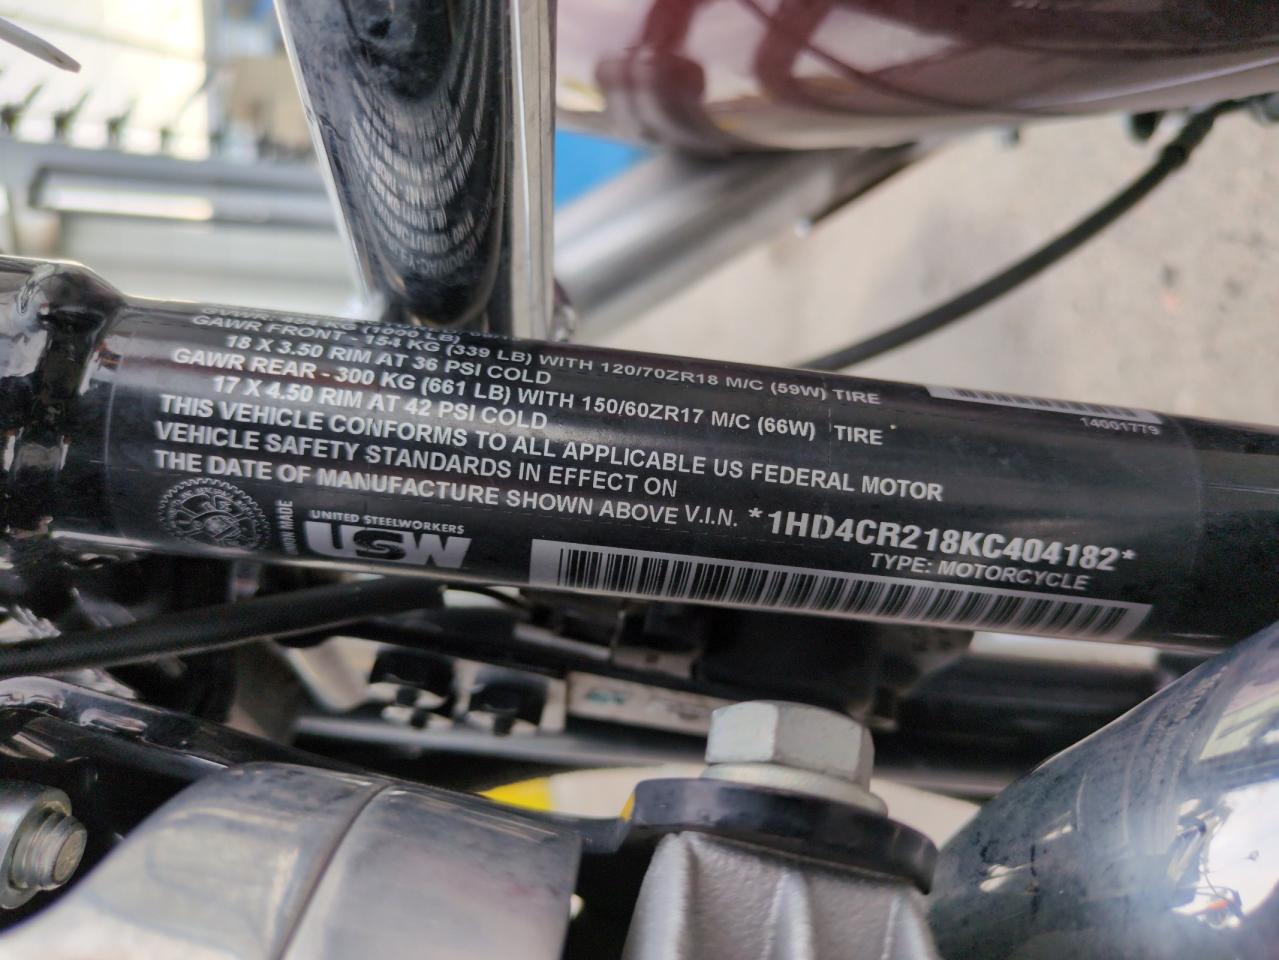 KG (1000 LB)
GAWR FRONT - 154 KG (339 LB) WITH 120/70ZR18 M/C (59W) TIRE
18 X 3.50 RIM AT 36 PSI COLD
GAWR REAR - 300 KG (661 LB) WITH 150/60ZR17 M/C (66W) TIRE
17 X 4.50 RIM AT 42 PSI COLD
THIS VEHICLE CONFORMS TO ALL APPLICABLE US FEDERAL MOTOR
VEHICLE SAFETY STANDARDS IN EFFECT ON
THE DATE OF MANUFACTURE SHOWN ABOVE V.I.N. *1HD4CR218KC404182*
TYPE: MOTORCYCLE
14001779
UNION MADE
UNITED STEELWORKERS
USW